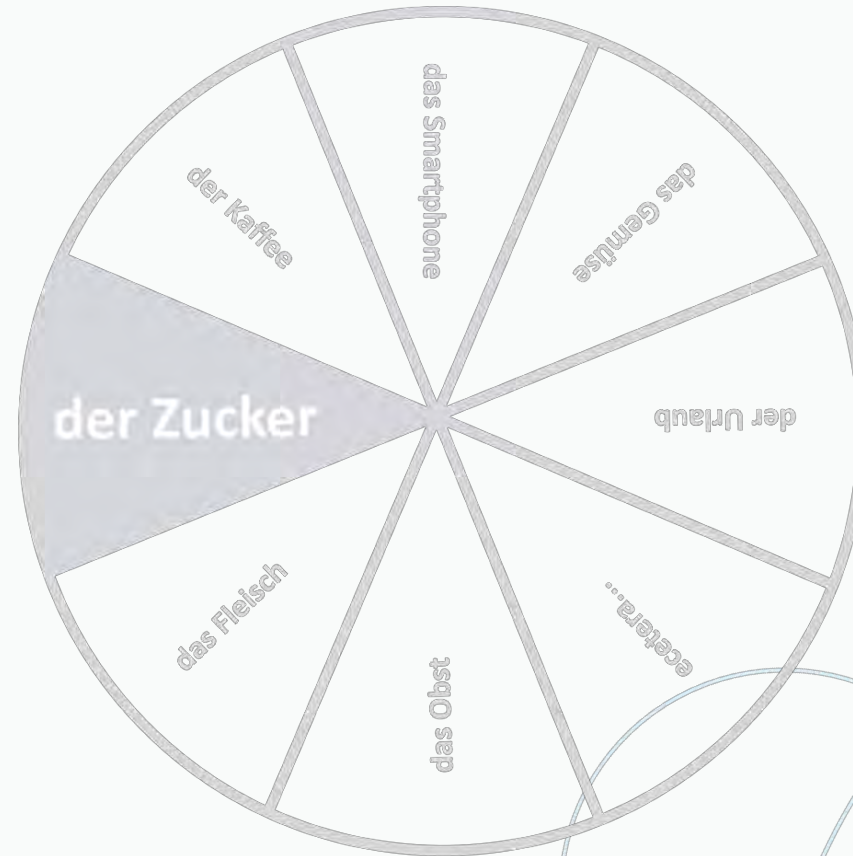 das Smartphone
das Gemüse
der Urlaub
ecetera...
das Obst
das Fleisch
der Zucker
der Kaffee